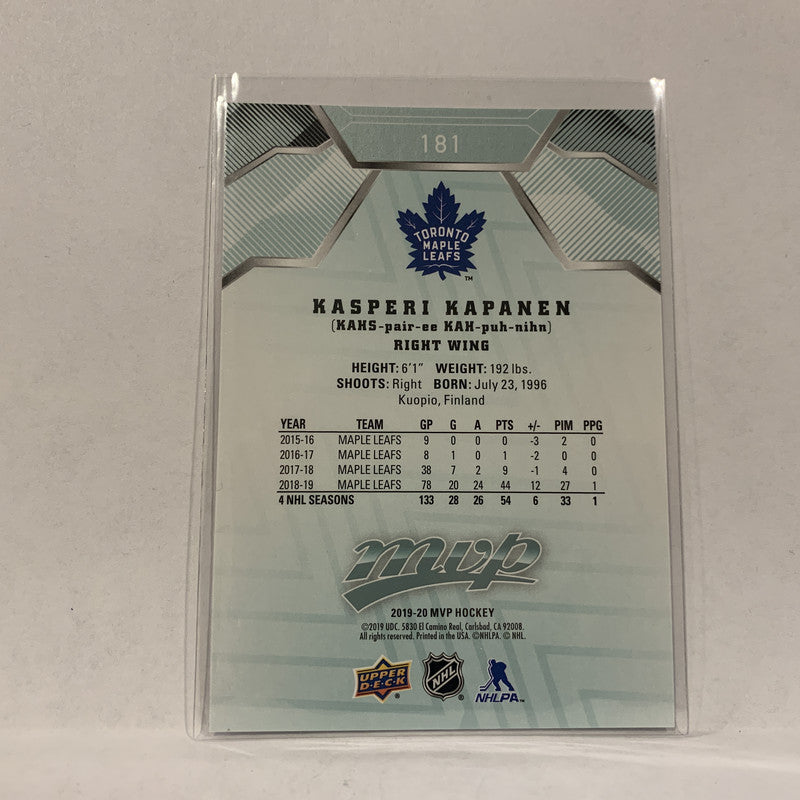 181
TORONTO
MAPLE
LEAFS
TM
KASPERI KAPANEN
(KAHS-pair-ee KAH-puh-nihn)
RIGHT WING
HEIGHT: 6'1" WEIGHT: 192 lbs.
SHOOTS: Right BORN: July 23, 1996
Kuopio, Finland
YEAR TEAM GP G A PTS +/- PIM PPG
2015-16 MAPLE LEAFS 9 0 0 0 -3 2 0
2016-17 MAPLE LEAFS 8 1 0 1 -2 0 0
2017-18 MAPLE LEAFS 38 7 2 9 -1 4 0
2018-19 MAPLE LEAFS 78 20 24 44 12 27 1
4 NHL SEASONS 133 28 26 54 6 33 1
mvp
2019-20 MVP HOCKEY
©2019 UDC. 5830 El Camino Real, Carlsbad, CA 92008.
All rights reserved. Printed in the USA. ©NHLPA. © NHL.
UPPER
D·E·C·K ®
NHL ®
NHLPA™